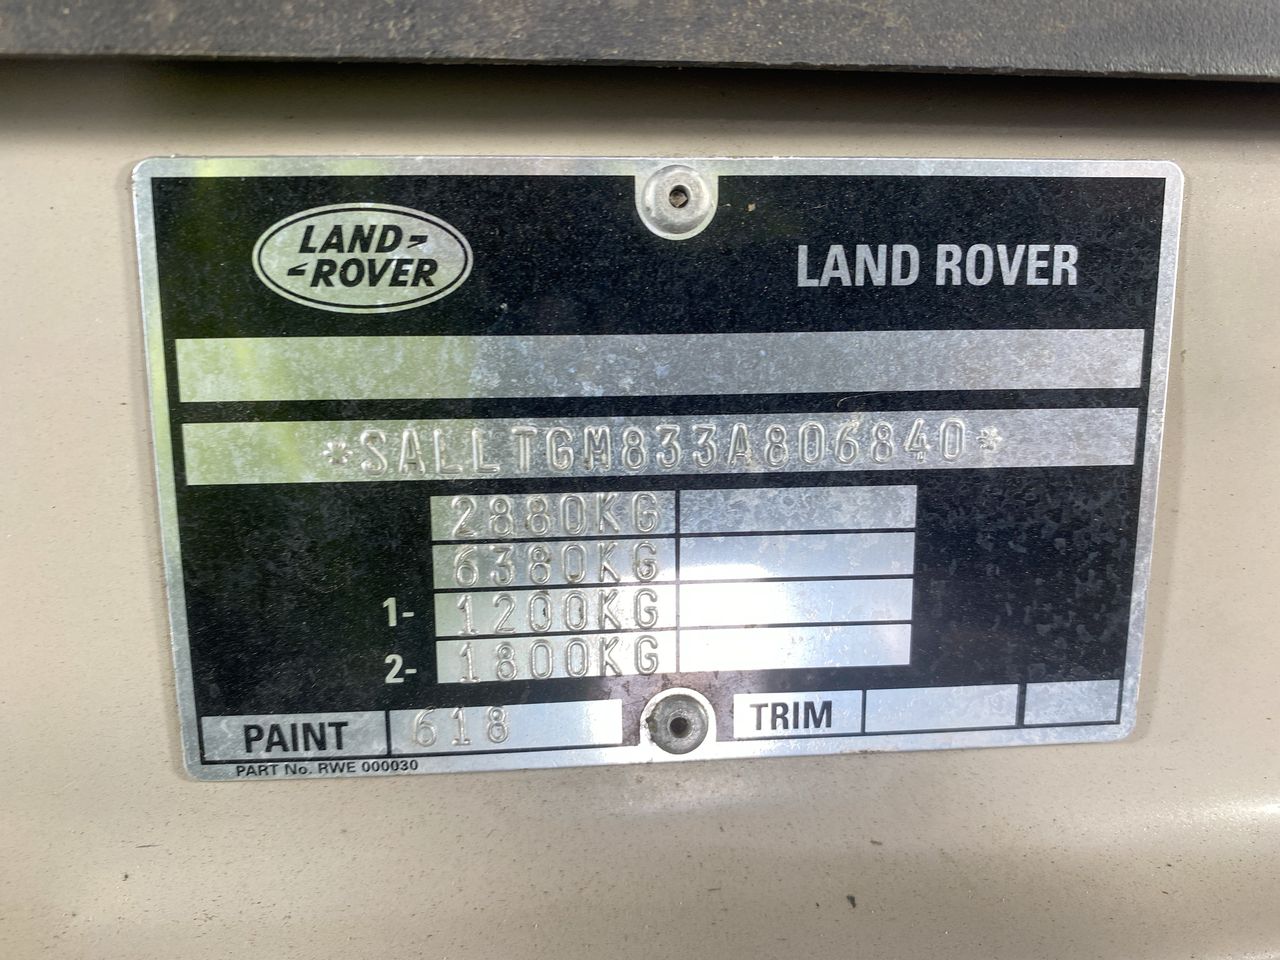 LAND-
-ROVER
LAND ROVER
*SALLTGM833A806840*
2880KG
6380KG
1- 1200KG
2- 1800KG
PAINT 618 TRIM
PART No. RWE 000030